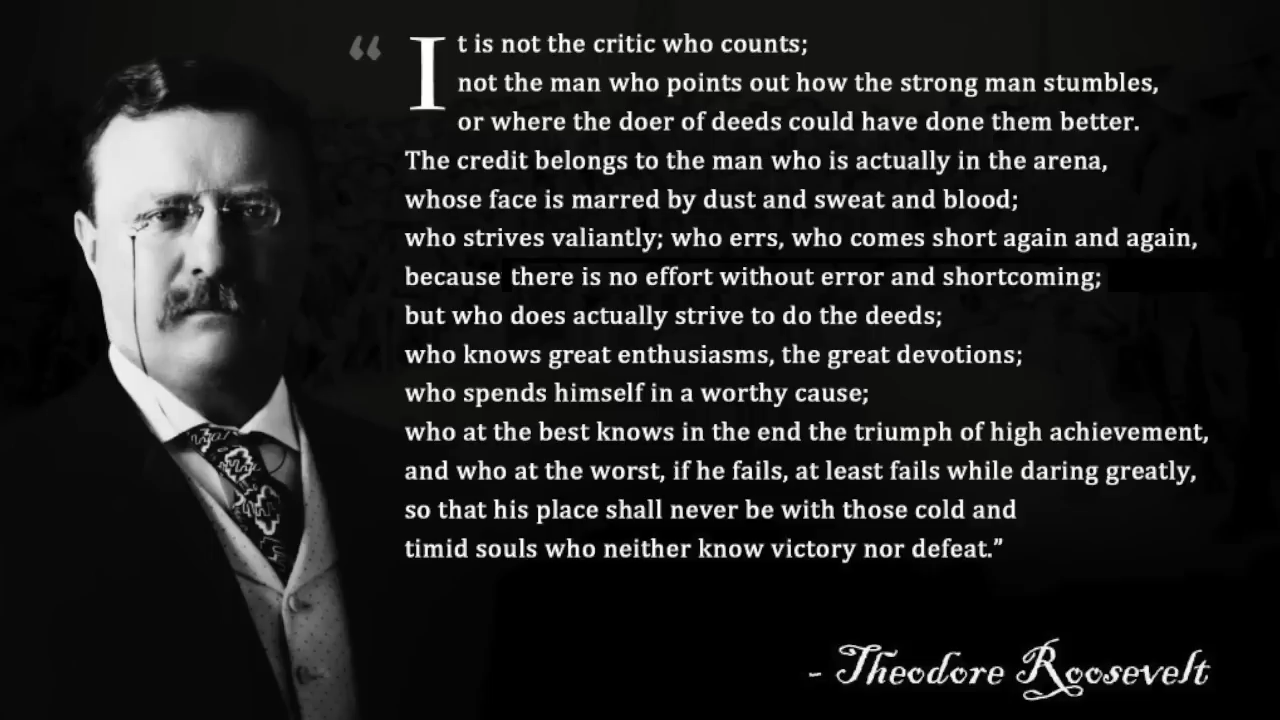 “ It is not the critic who counts;
not the man who points out how the strong man stumbles,
or where the doer of deeds could have done them better.
The credit belongs to the man who is actually in the arena,
whose face is marred by dust and sweat and blood;
who strives valiantly; who errs, who comes short again and again,
because there is no effort without error and shortcoming;
but who does actually strive to do the deeds;
who knows great enthusiasms, the great devotions;
who spends himself in a worthy cause;
who at the best knows in the end the triumph of high achievement,
and who at the worst, if he fails, at least fails while daring greatly,
so that his place shall never be with those cold and
timid souls who neither know victory nor defeat.”
- Theodore Roosevelt